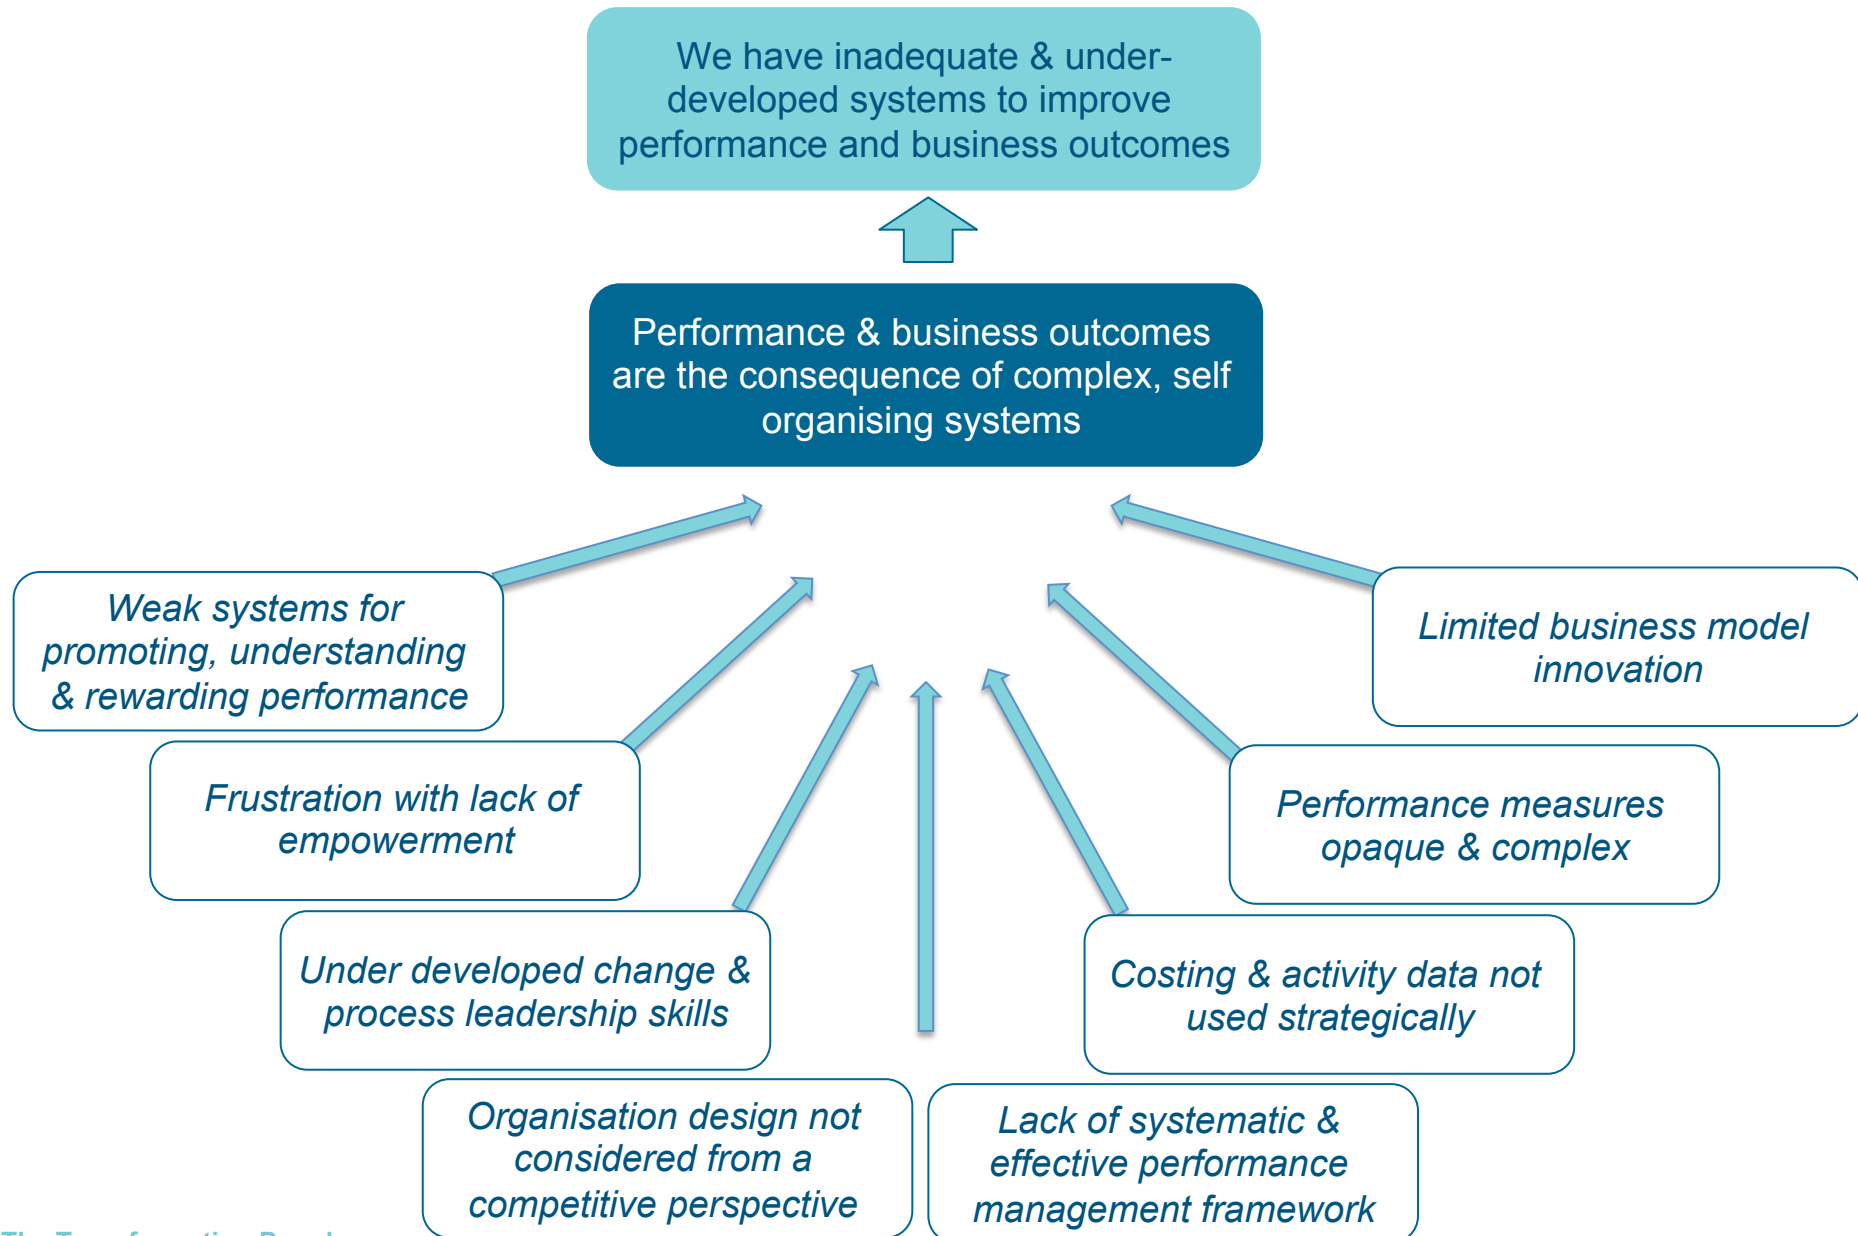 We have inadequate & under-
developed systems to improve
performance and business outcomes
Performance & business outcomes
are the consequence of complex, self
organising systems
Weak systems for
promoting, understanding
& rewarding performance
Limited business model
innovation
Frustration with lack of
empowerment
Performance measures
opaque & complex
Under developed change &
process leadership skills
Costing & activity data not
used strategically
Organisation design not
considered from a
competitive perspective
Lack of systematic &
effective performance
management framework
The Transformation